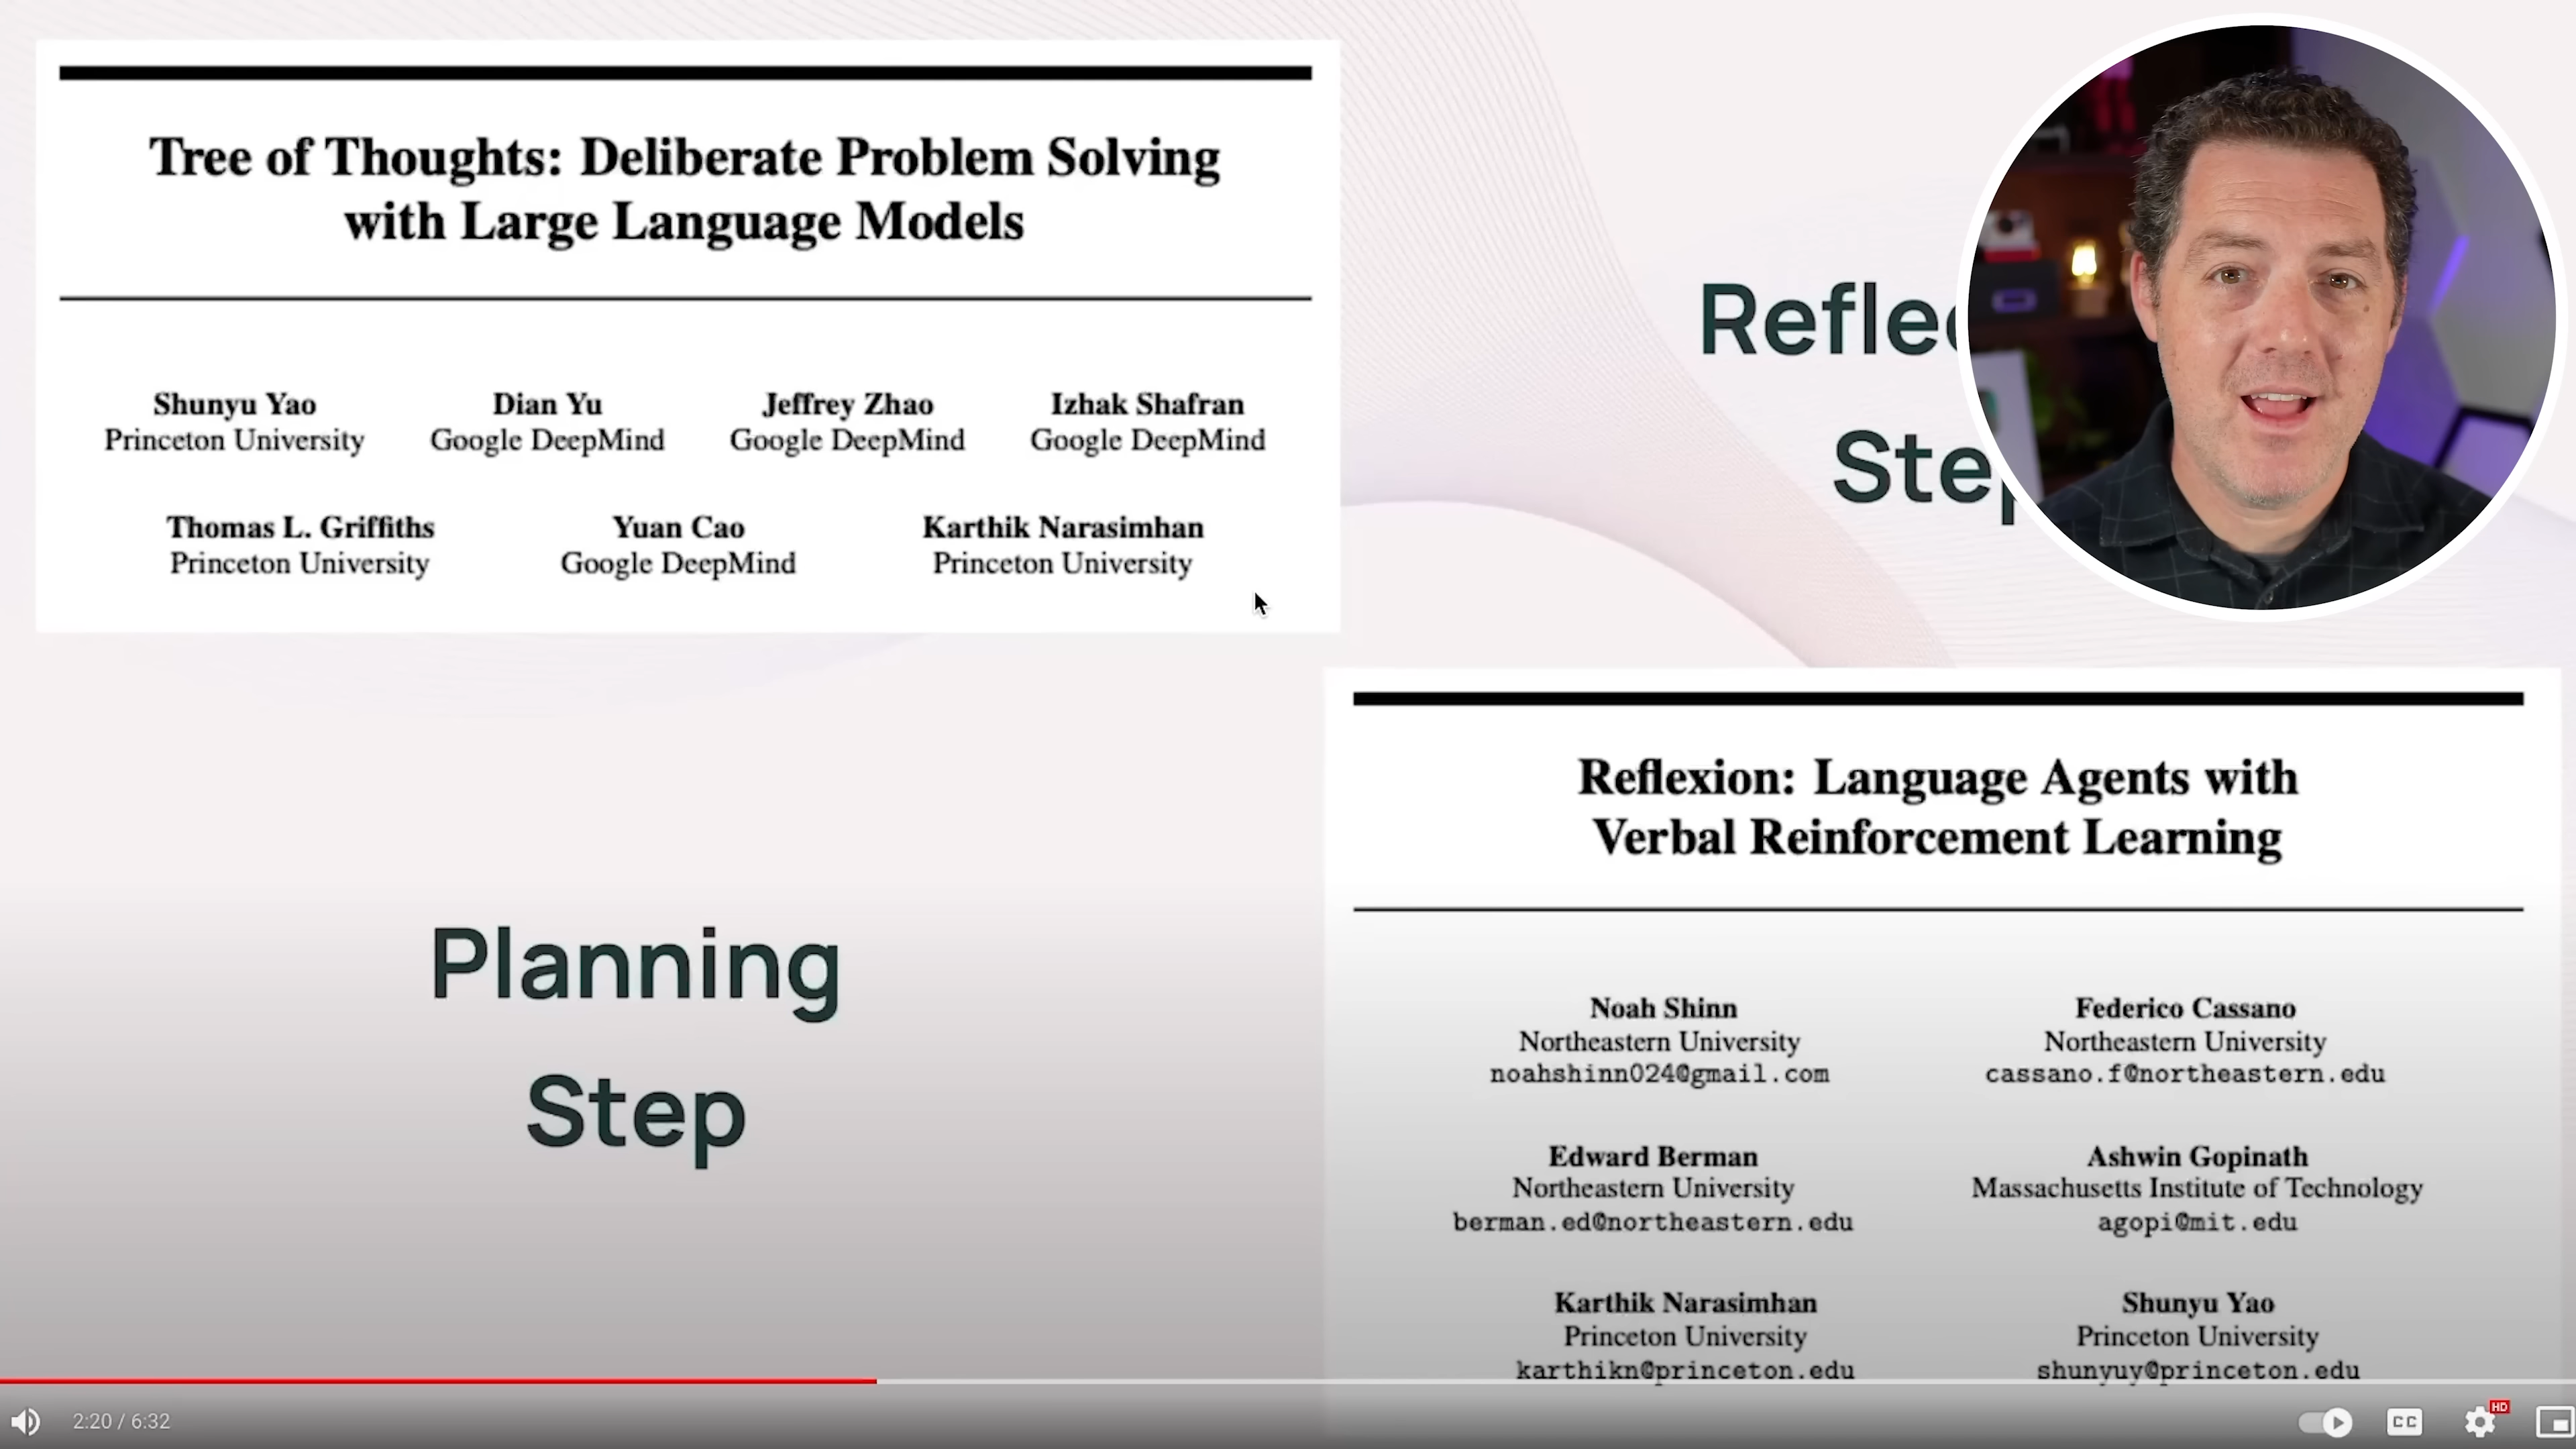 Tree of Thoughts: Deliberate Problem Solving
with Large Language Models
Shunyu Yao
Princeton University
Dian Yu
Google DeepMind
Jeffrey Zhao
Google DeepMind
Izhak Shafran
Google DeepMind
Thomas L. Griffiths
Princeton University
Yuan Cao
Google DeepMind
Karthik Narasimhan
Princeton University
Planning
Step
Reflexion: Language Agents with
Verbal Reinforcement Learning
Noah Shinn
Northeastern University
noahshinn024@gmail.com
Federico Cassano
Northeastern University
cassano.f@northeastern.edu
Edward Berman
Northeastern University
berman.ed@northeastern.edu
Ashwin Gopinath
Massachusetts Institute of Technology
agopi@mit.edu
Karthik Narasimhan
Princeton University
karthikn@princeton.edu
Shunyu Yao
Princeton University
shunyuy@princeton.edu
2:20 / 6:32
CC
HD